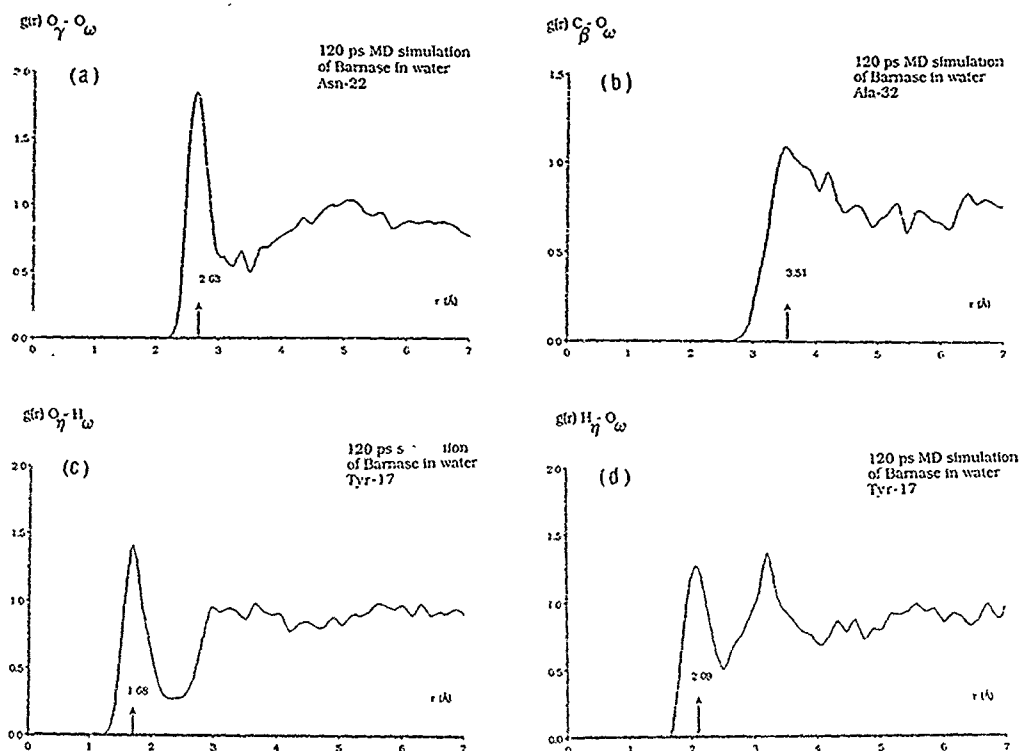 g(r) Oγ-Oω
(a)
120 ps MD simulation
of Barnase in water
Asn-22
2.0
1.5
1.0
0.5
0.0
2.63
r (Å)
0 1 2 3 4 5 6 7
g(r) Cβ-Oω
(b)
120 ps MD simulation
of Barnase in water
Ala-32
1.5
1.0
0.5
0.0
3.51
r (Å)
0 1 2 3 4 5 6 7
g(r) Oη-Hω
(c)
120 ps
of Barnase in water
Tyr-17
2.0
1.5
1.0
0.5
0.0
1.68
r (Å)
0 1 2 3 4 5 6 7
g(r) Hη-Oω
(d)
120 ps MD simulation
of Barnase in water
Tyr-17
2.0
1.5
1.0
0.5
0.0
2.09
r (Å)
0 1 2 3 4 5 6 7